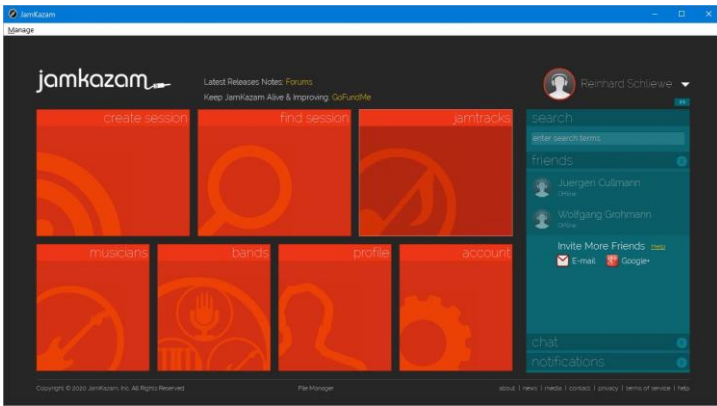 JamKazam
Manage
jamkazam
Latest Releases Notes: Forums
Keep JamKazam Alive & Improving: GoFundMe
Reinhard Schliewe
create session
find session
jamtracks
search
enter search terms
friends 2
Juergen Cullmann
Offline
Wolfgang Grohmann
Offline
Invite More Friends Help
E-mail Google+
musicians
bands
profile
account
chat
notifications
Copyright © 2020 JamKazam, Inc. All Rights Reserved
File Manager
about | news | media | contact | privacy | terms of service | help